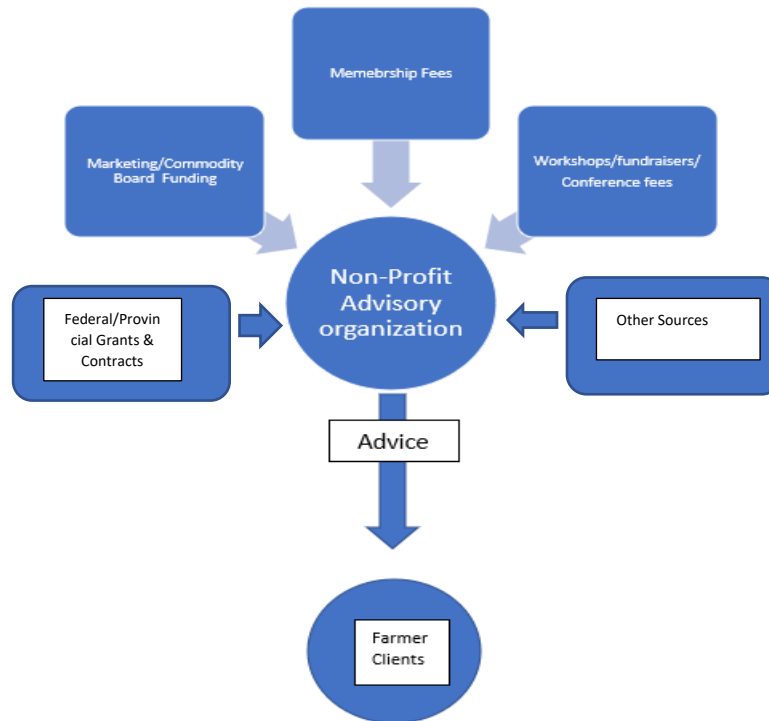 Memebrship Fees
Marketing/Commodity
Board Funding
Workshops/fundraisers/
Conference fees
Non-Profit
Advisory
organization
Federal/Provin
cial Grants &
Contracts
Other Sources
Advice
Farmer
Clients